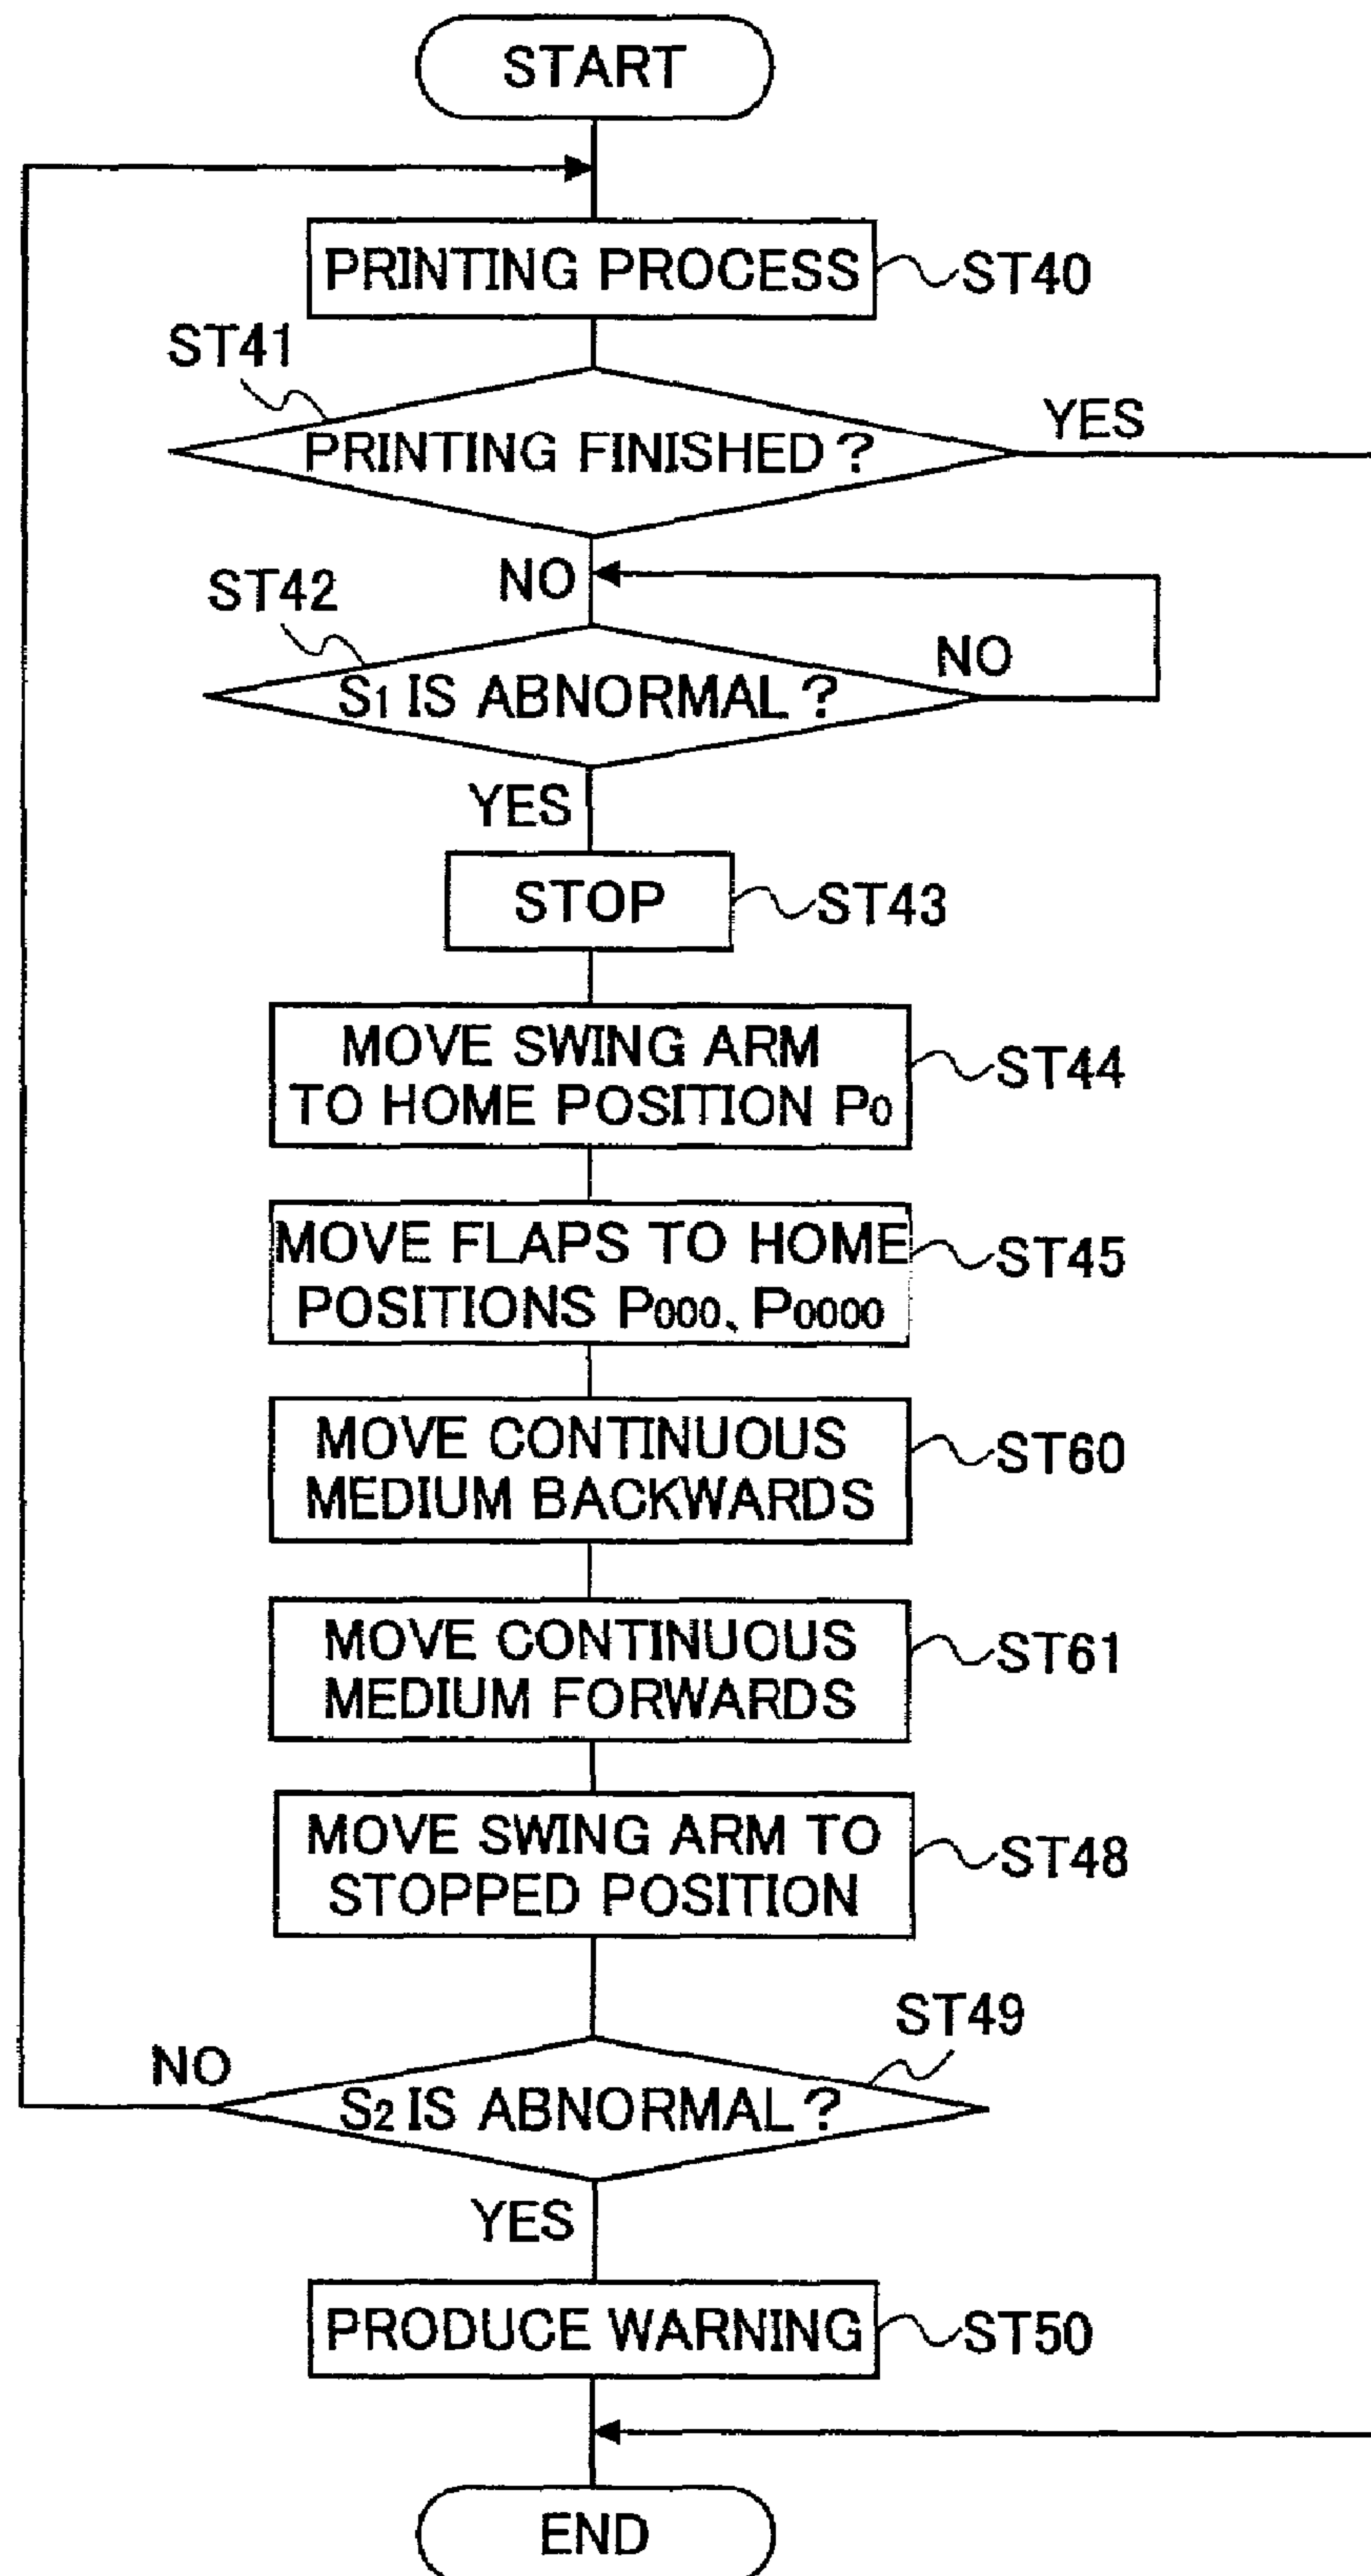 START
PRINTING PROCESS
ST40
ST41
PRINTING FINISHED?
YES
NO
ST42
S1 IS ABNORMAL?
NO
YES
STOP
ST43
MOVE SWING ARM
TO HOME POSITION P0
ST44
MOVE FLAPS TO HOME
POSITIONS P000、P0000
ST45
MOVE CONTINUOUS
MEDIUM BACKWARDS
ST60
MOVE CONTINUOUS
MEDIUM FORWARDS
ST61
MOVE SWING ARM TO
STOPPED POSITION
ST48
ST49
NO
S2 IS ABNORMAL?
YES
PRODUCE WARNING
ST50
END